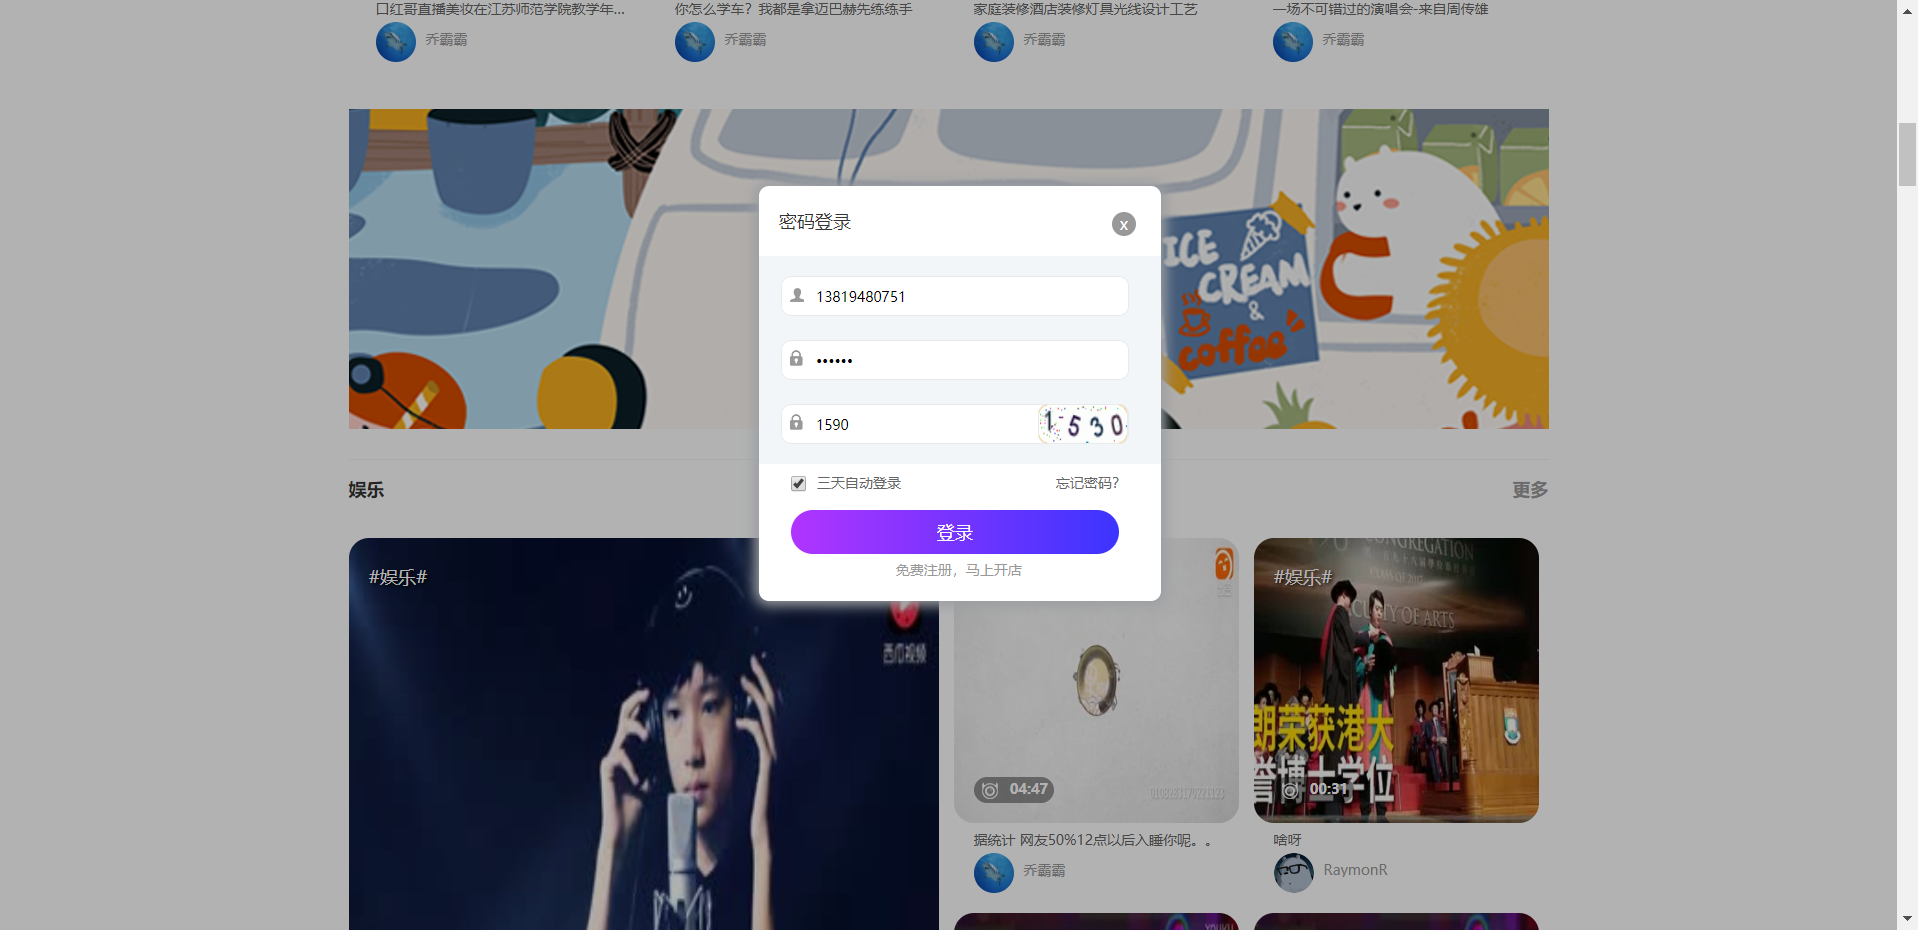 口红哥直播美妆在江苏师范学院教学年...
你怎么学车？我都是拿迈巴赫先练练手
家庭装修酒店装修灯具光线设计工艺
一场不可错过的演唱会-来自周传雄
乔霸霸
乔霸霸
乔霸霸
乔霸霸
密码登录
x
ICE
CREAM
&
coffee
13819480751
••••••
1590
1530
三天自动登录
忘记密码?
登录
免费注册，马上开店
娱乐
更多
#娱乐#
西瓜视频
#娱乐#
CONGREGATION
CLASS OF 2017
FACULTY OF ARTS
朗荣获港大
誉博士学位
04:47
00:31
据统计 网友50%12点以后入睡你呢。。
啥呀
乔霸霸
RaymonR
YOUKU